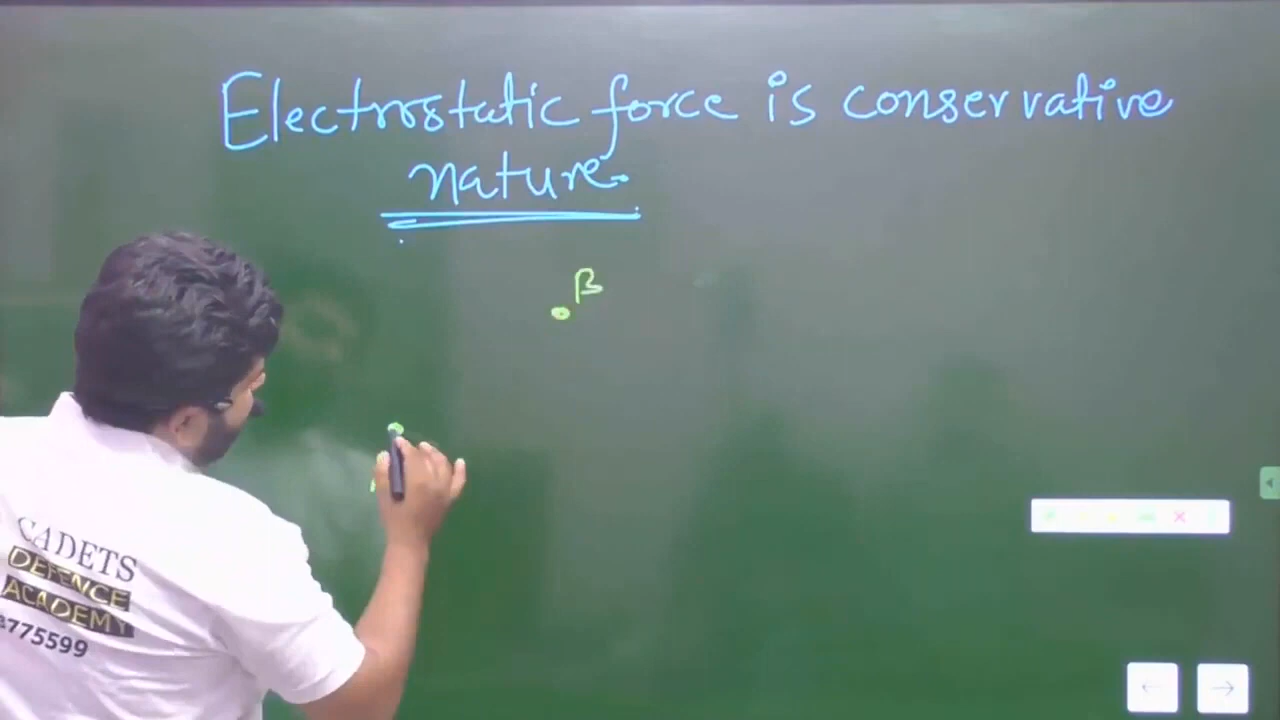 Electrostatic force is conservative
nature.
B
CADETS
DEFENCE
ACADEMY
775599